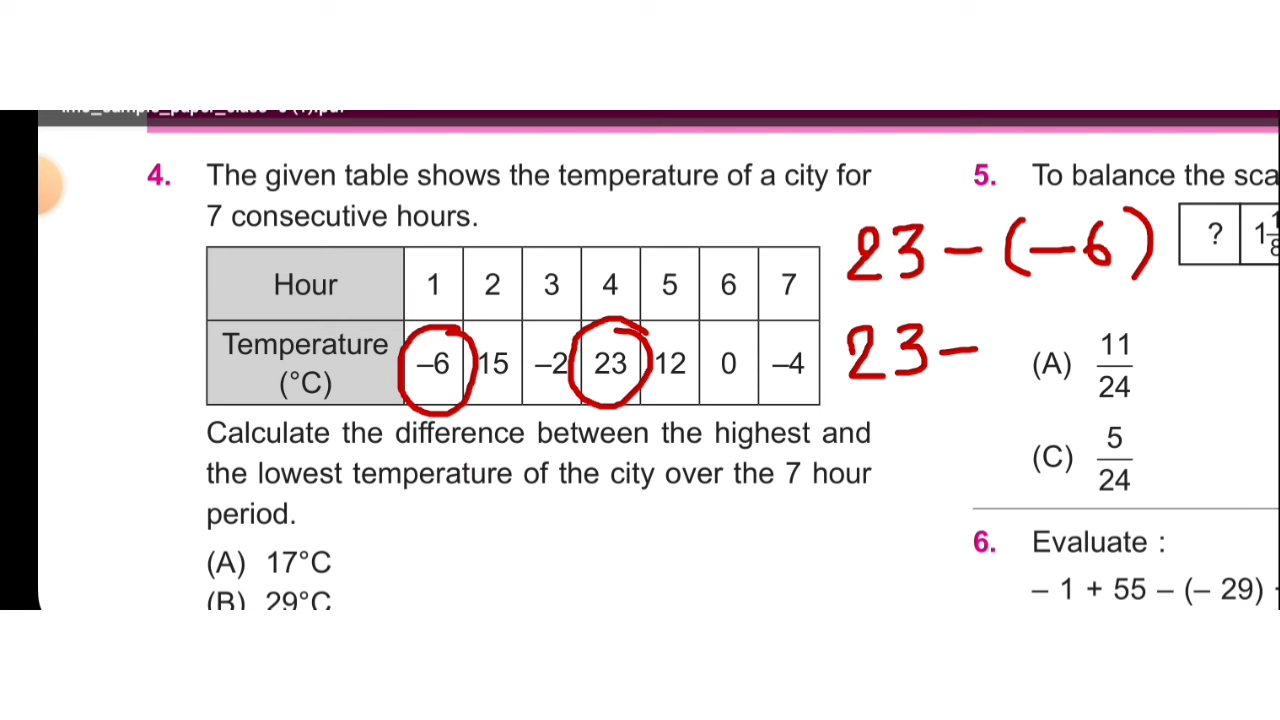 4. The given table shows the temperature of a city for
7 consecutive hours.
Hour 1 2 3 4 5 6 7
Temperature
(°C) –6 15 –2 23 12 0 –4
Calculate the difference between the highest and
the lowest temperature of the city over the 7 hour
period.
(A) 17°C
(B) 29°C
23 – (–6)
23 –
5. To balance the sca
? 1 1/8
(A) 11/24
(C) 5/24
6. Evaluate :
– 1 + 55 – (– 29)